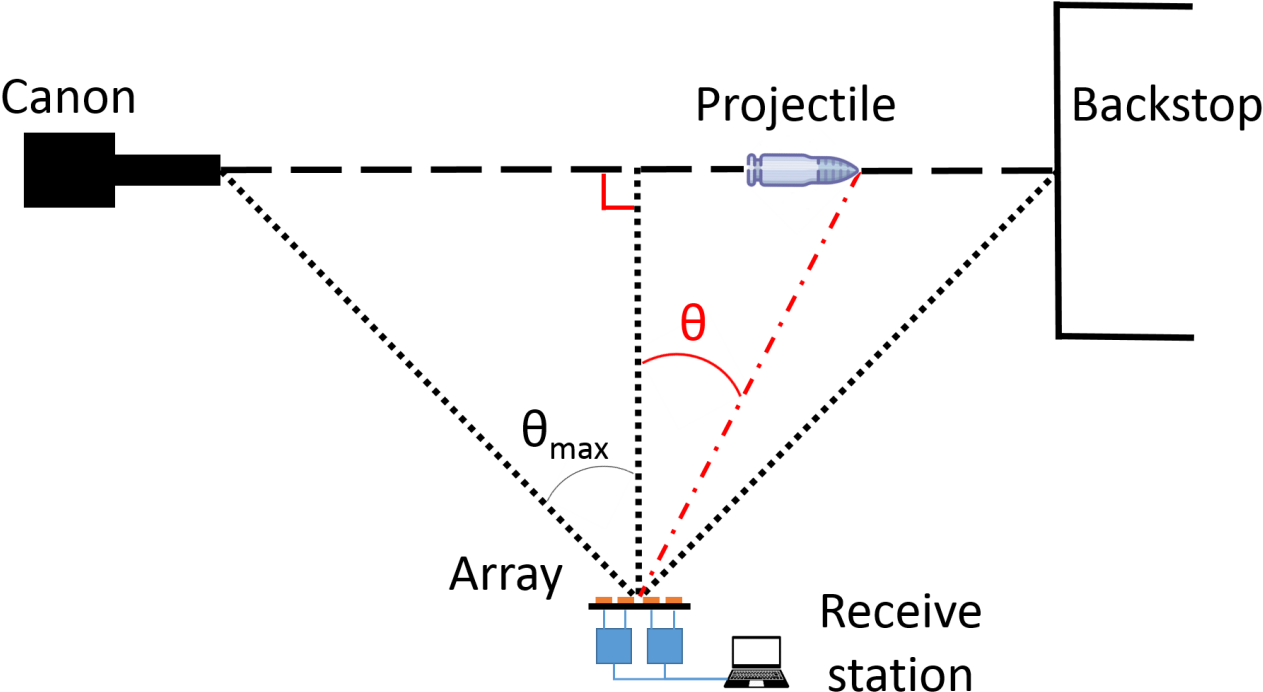 Canon
Projectile
Backstop
θ
θmax
Array
Receive
station